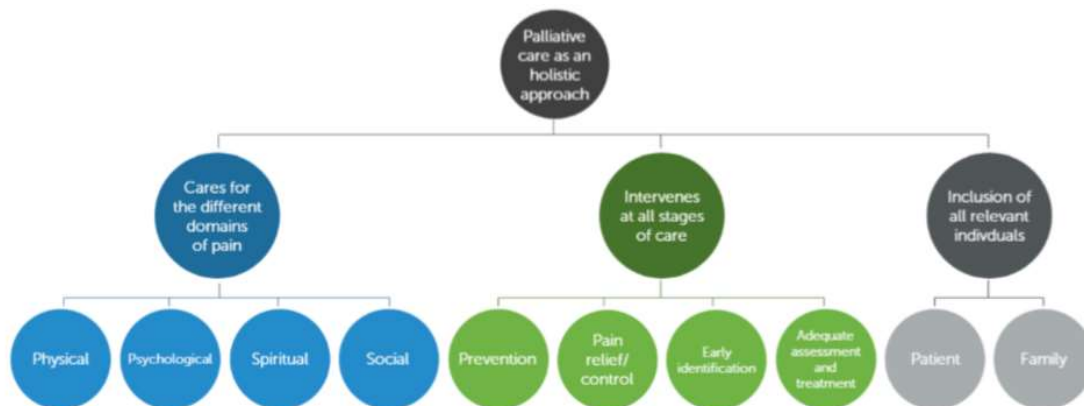 Palliative
care as an
holistic
approach
Cares for
the different
domains
of pain
Intervenes
at all stages
of care
Inclusion of
all relevant
indivduals
Physical
Psychological
Spiritual
Social
Prevention
Pain
relief/
control
Early
identification
Adequate
assessment
and
treatment
Patient
Family